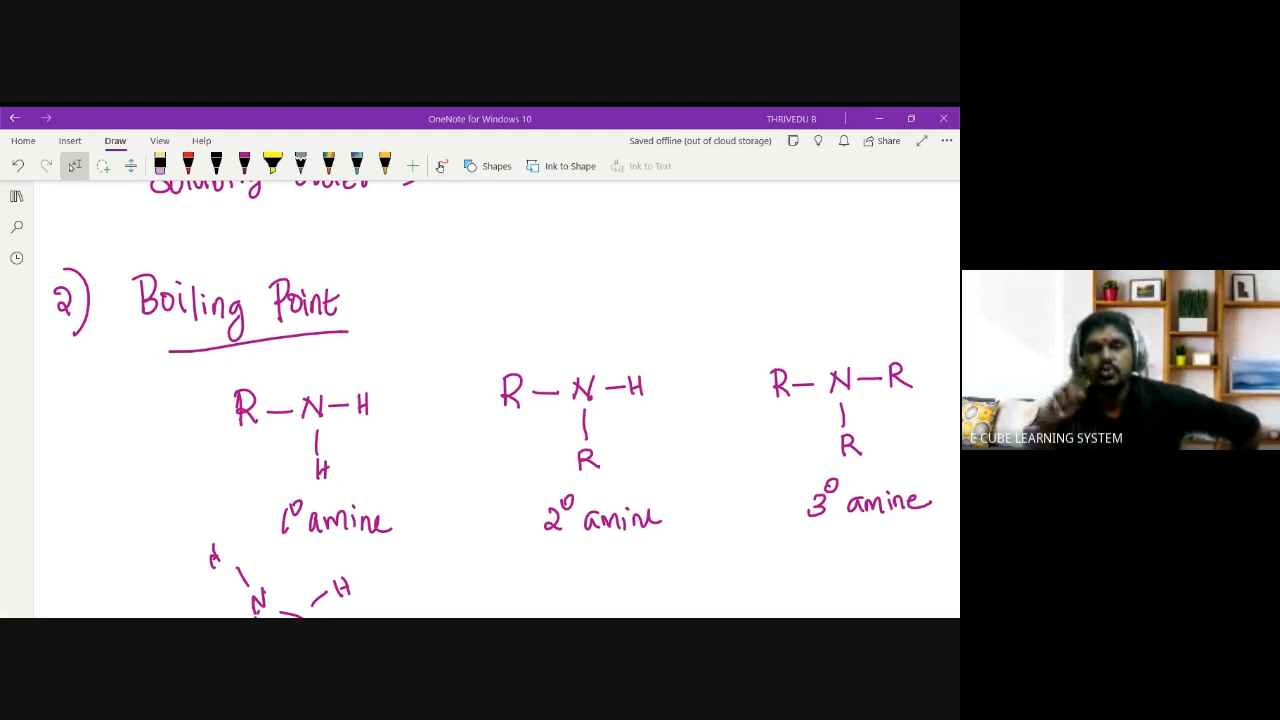 OneNote for Windows 10
THRIVEDU B
Home Insert Draw View Help
Saved offline (out of cloud storage)
Share
Shapes Ink to Shape Ink to Text
2) Boiling Point
R - N - H R - N - H R - N - R
H R R
1° amine 2° amine 3° amine
H
N H
E CUBE LEARNING SYSTEM